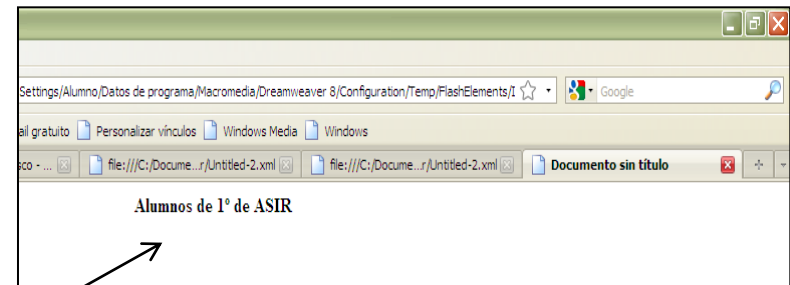 Settings/Alumno/Datos de programa/Macromedia/Dreamweaver 8/Configuration/Temp/FlashElements/I
Google
ail gratuito Personalizar vínculos Windows Media Windows
sco - ... file:///C:/Docume...r/Untitled-2.xml file:///C:/Docume...r/Untitled-2.xml Documento sin título
Alumnos de 1º de ASIR